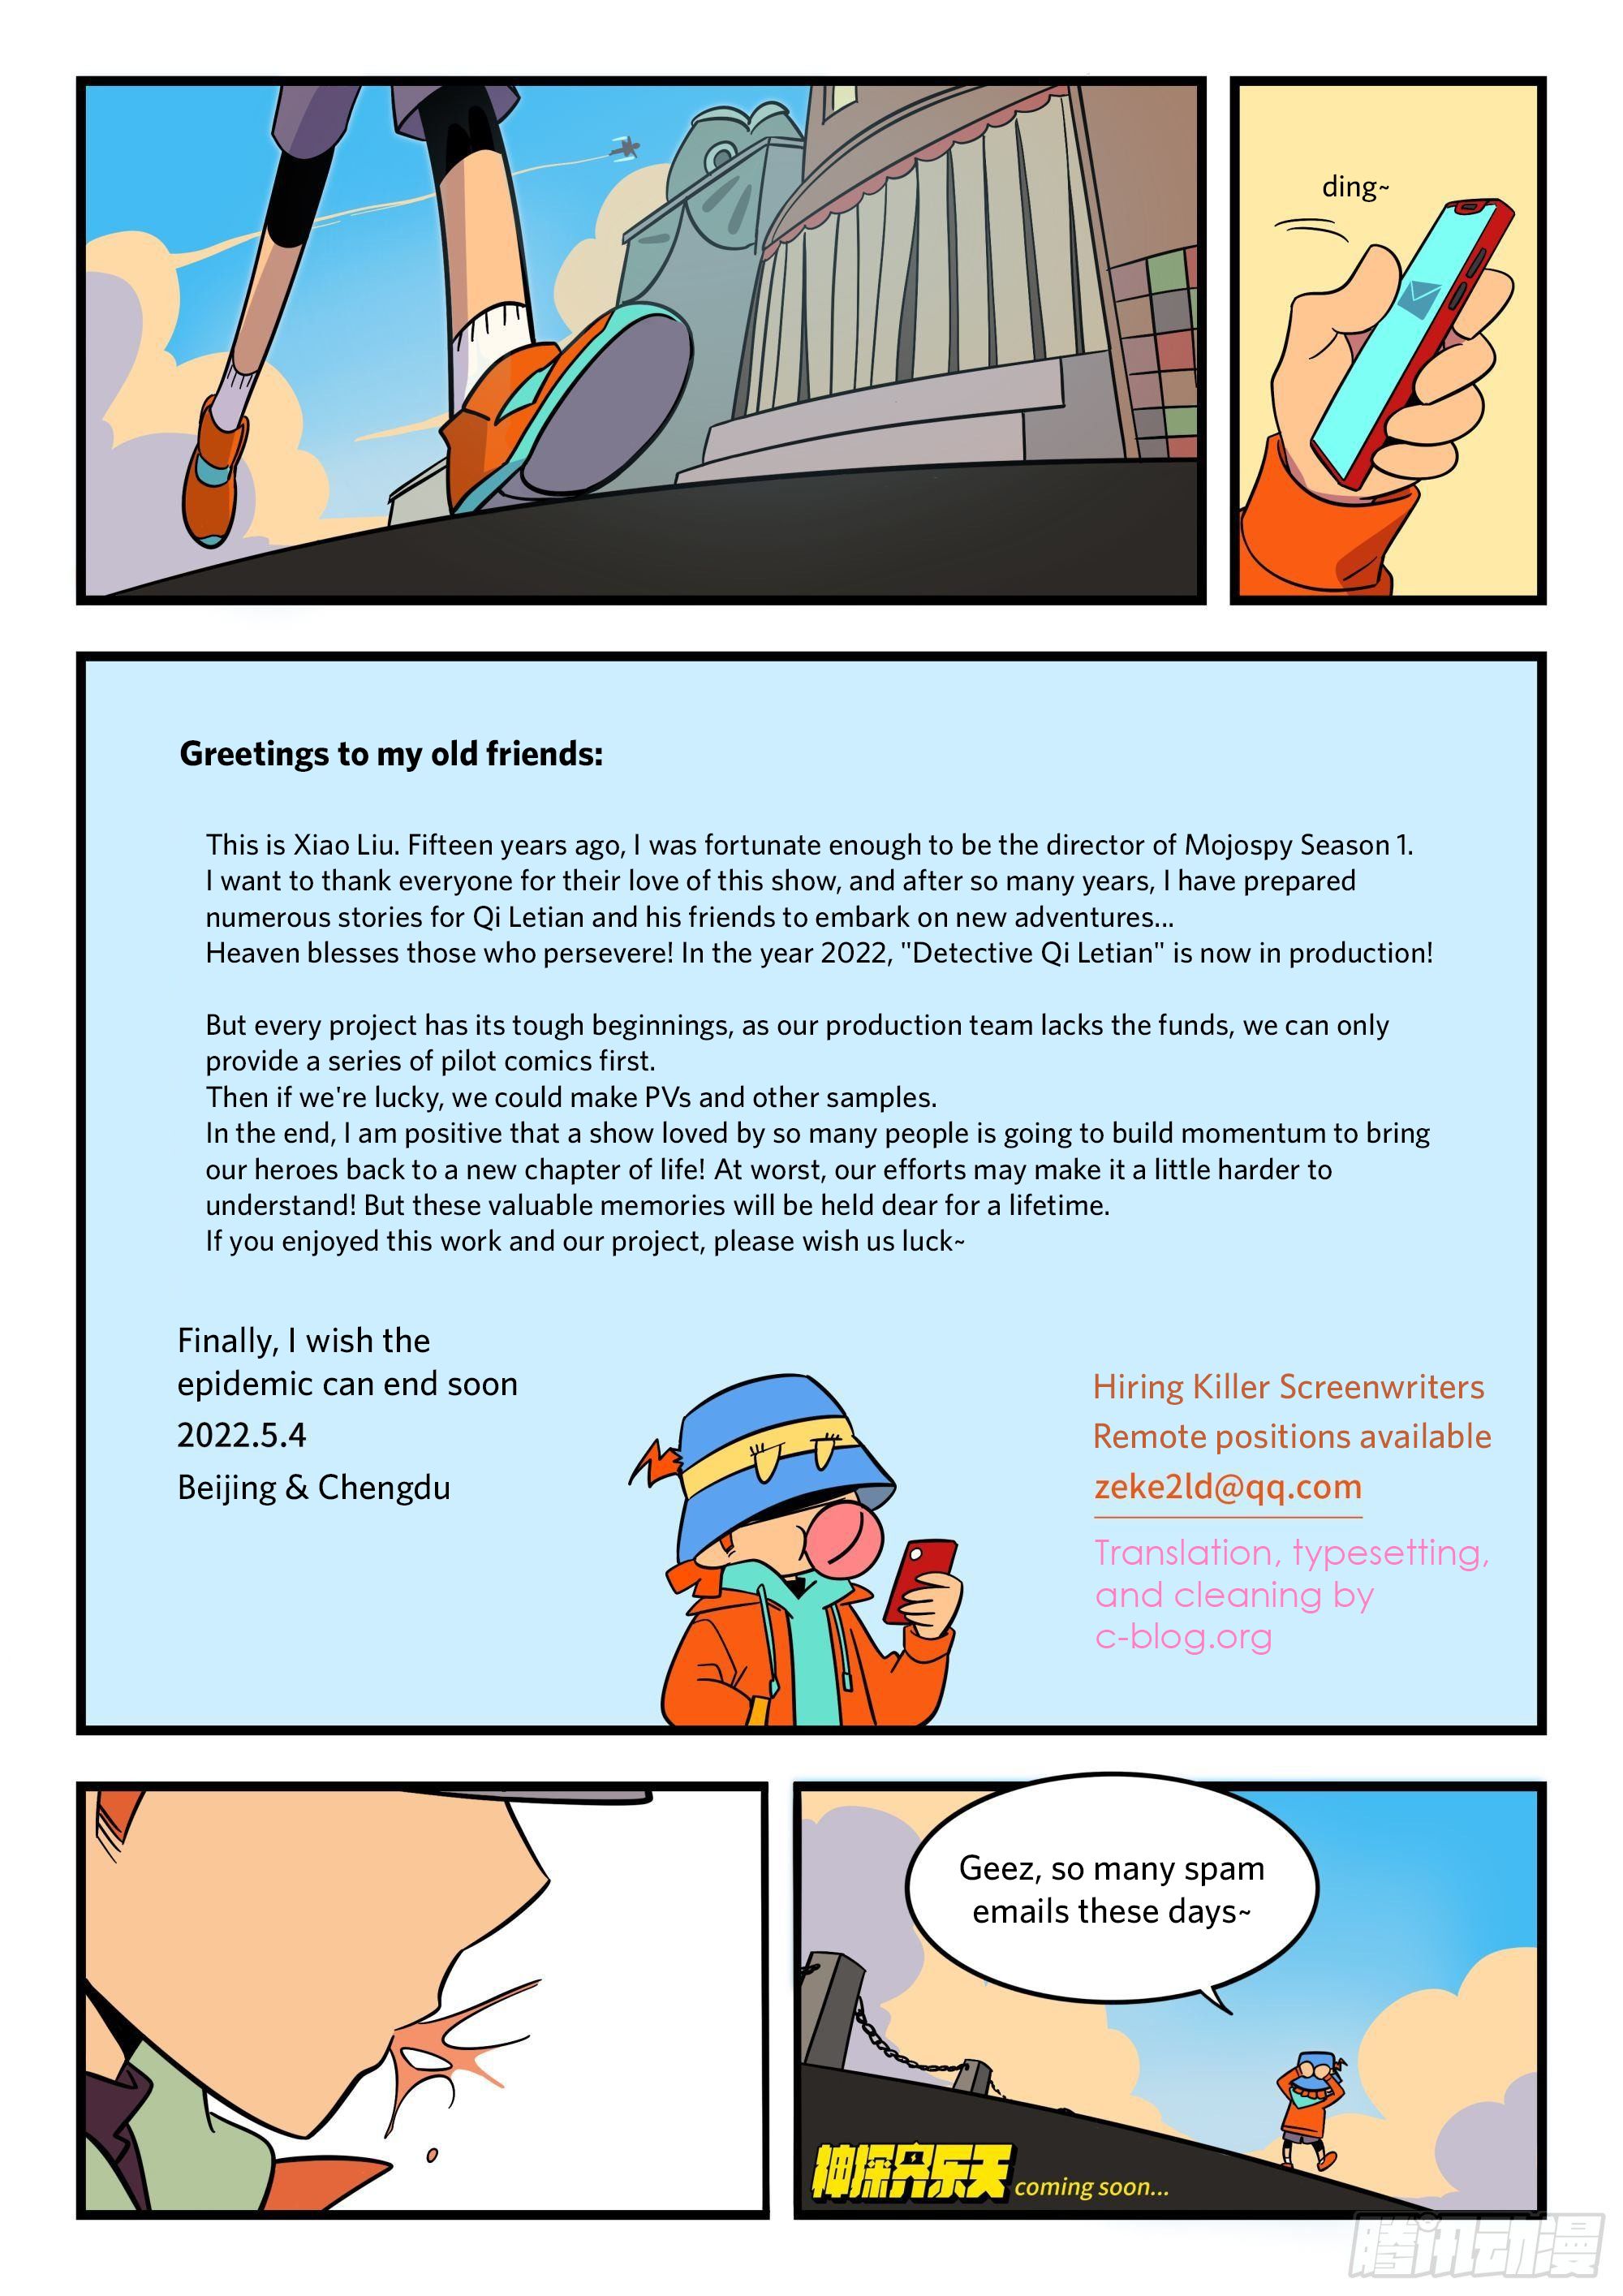 ding~
Greetings to my old friends:
This is Xiao Liu. Fifteen years ago, I was fortunate enough to be the director of Mojospy Season 1.
I want to thank everyone for their love of this show, and after so many years, I have prepared
numerous stories for Qi Letian and his friends to embark on new adventures...
Heaven blesses those who persevere! In the year 2022, "Detective Qi Letian" is now in production!
But every project has its tough beginnings, as our production team lacks the funds, we can only
provide a series of pilot comics first.
Then if we're lucky, we could make PVs and other samples.
In the end, I am positive that a show loved by so many people is going to build momentum to bring
our heroes back to a new chapter of life! At worst, our efforts may make it a little harder to
understand! But these valuable memories will be held dear for a lifetime.
If you enjoyed this work and our project, please wish us luck~
Finally, I wish the
epidemic can end soon
2022.5.4
Beijing & Chengdu
Hiring Killer Screenwriters
Remote positions available
zeke2ld@qq.com
Translation, typesetting,
and cleaning by
c-blog.org
Geez, so many spam
emails these days~
神探齐乐天 coming soon...
腾讯动漫